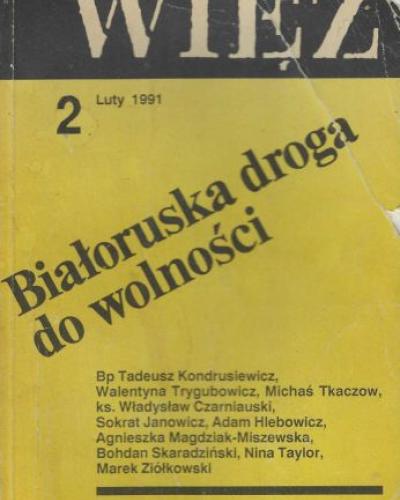 WIĘŹ
2 Luty 1991
Białoruska droga
do wolności
Bp Tadeusz Kondrusiewicz,
Walentyna Trygubowicz, Michaś Tkaczow,
ks. Władysław Czarniauski,
Sokrat Janowicz, Adam Hlebowicz,
Agnieszka Magdziak-Miszewska,
Bohdan Skaradziński, Nina Taylor,
Marek Ziółkowski